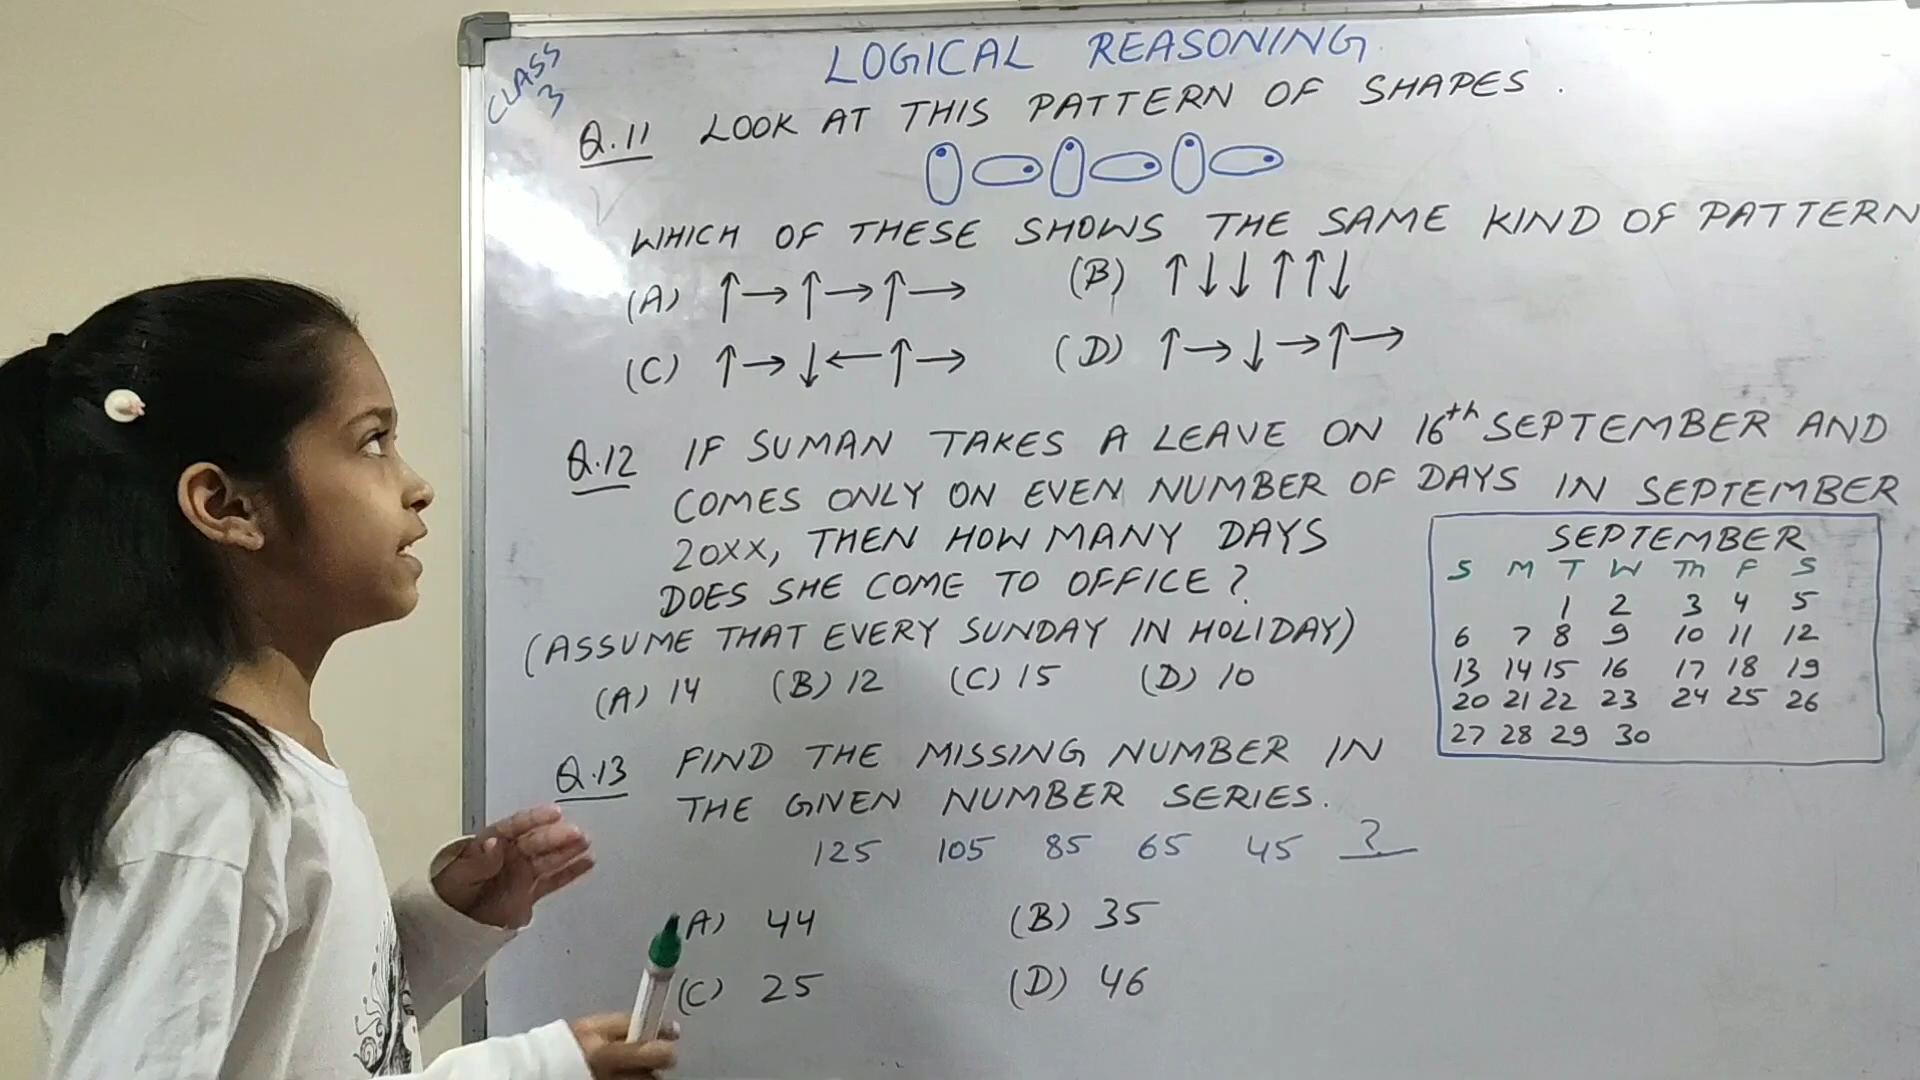 CLASS 3
LOGICAL REASONING
Q.11 LOOK AT THIS PATTERN OF SHAPES.
WHICH OF THESE SHOWS THE SAME KIND OF PATTERN
(A) ↑→↑→↑→ (B) ↑↓↓↑↑↓
(C) ↑→↓←↑→ (D) ↑→↓→↑→
Q.12 IF SUMAN TAKES A LEAVE ON 16th SEPTEMBER AND
COMES ONLY ON EVEN NUMBER OF DAYS IN SEPTEMBER
20XX, THEN HOW MANY DAYS
DOES SHE COME TO OFFICE?
(ASSUME THAT EVERY SUNDAY IN HOLIDAY)
(A) 14 (B) 12 (C) 15 (D) 10
SEPTEMBER
S M T W Th F S
1 2 3 4 5
6 7 8 9 10 11 12
13 14 15 16 17 18 19
20 21 22 23 24 25 26
27 28 29 30
Q.13 FIND THE MISSING NUMBER IN
THE GIVEN NUMBER SERIES.
125 105 85 65 45 ?
A) 44 (B) 35
(C) 25 (D) 46